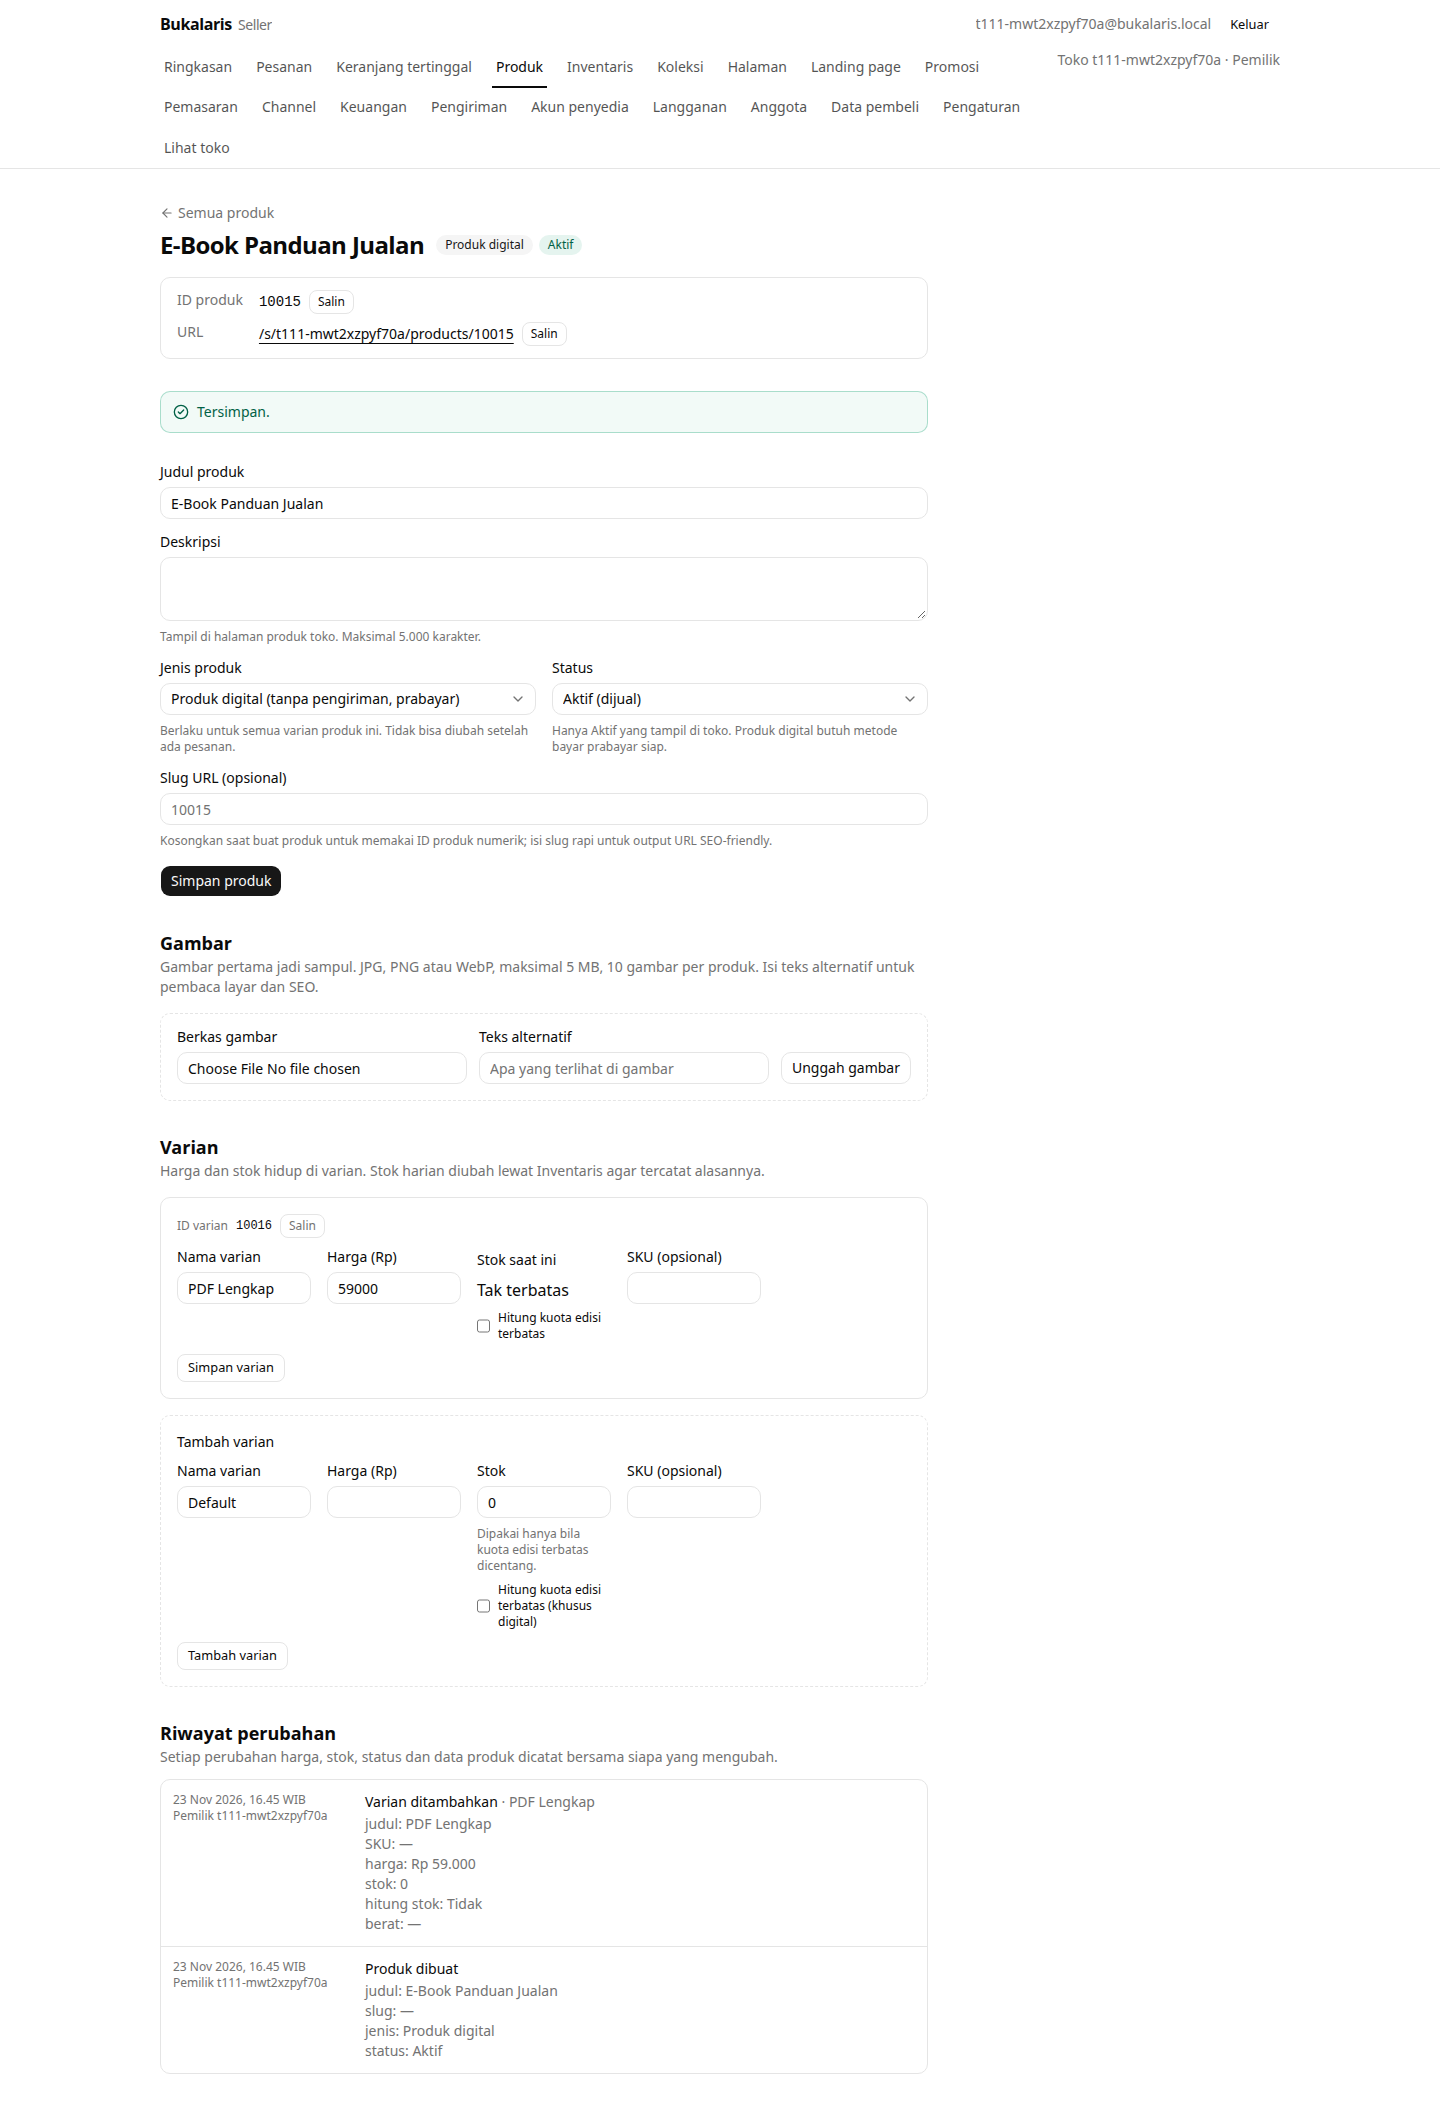 Bukalaris Seller
t111-mwt2xzpyf70a@bukalaris.local Keluar
Ringkasan Pesanan Keranjang tertinggal Produk Inventaris Koleksi Halaman Landing page Promosi
Toko t111-mwt2xzpyf70a · Pemilik
Pemasaran Channel Keuangan Pengiriman Akun penyedia Langganan Anggota Data pembeli Pengaturan
Lihat toko
← Semua produk
E-Book Panduan Jualan Produk digital Aktif
ID produk 10015 Salin
URL /s/t111-mwt2xzpyf70a/products/10015 Salin
Tersimpan.
Judul produk
E-Book Panduan Jualan
Deskripsi
Tampil di halaman produk toko. Maksimal 5.000 karakter.
Jenis produk Status
Produk digital (tanpa pengiriman, prabayar) Aktif (dijual)
Berlaku untuk semua varian produk ini. Tidak bisa diubah setelah
ada pesanan.
Hanya Aktif yang tampil di toko. Produk digital butuh metode
bayar prabayar siap.
Slug URL (opsional)
10015
Kosongkan saat buat produk untuk memakai ID produk numerik; isi slug rapi untuk output URL SEO-friendly.
Simpan produk
Gambar
Gambar pertama jadi sampul. JPG, PNG atau WebP, maksimal 5 MB, 10 gambar per produk. Isi teks alternatif untuk
pembaca layar dan SEO.
Berkas gambar Teks alternatif
Choose File No file chosen Apa yang terlihat di gambar Unggah gambar
Varian
Harga dan stok hidup di varian. Stok harian diubah lewat Inventaris agar tercatat alasannya.
ID varian 10016 Salin
Nama varian Harga (Rp) Stok saat ini SKU (opsional)
PDF Lengkap 59000 Tak terbatas
Hitung kuota edisi
terbatas
Simpan varian
Tambah varian
Nama varian Harga (Rp) Stok SKU (opsional)
Default 0
Dipakai hanya bila
kuota edisi terbatas
dicentang.
Hitung kuota edisi
terbatas (khusus
digital)
Tambah varian
Riwayat perubahan
Setiap perubahan harga, stok, status dan data produk dicatat bersama siapa yang mengubah.
23 Nov 2026, 16.45 WIB
Pemilik t111-mwt2xzpyf70a
Varian ditambahkan · PDF Lengkap
judul: PDF Lengkap
SKU: —
harga: Rp 59.000
stok: 0
hitung stok: Tidak
berat: —
23 Nov 2026, 16.45 WIB
Pemilik t111-mwt2xzpyf70a
Produk dibuat
judul: E-Book Panduan Jualan
slug: —
jenis: Produk digital
status: Aktif